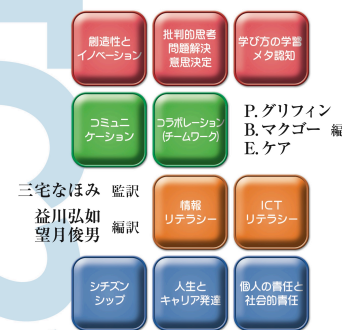 創造性と
イノベーション
批判的思考
問題解決
意思決定
学び方の学習
メタ認知
コミュニ
ケーション
コラボレーション
(チームワーク)
P.グリフィン
B.マクゴー 編
E.ケア
三宅なほみ 監訳
益川弘如
望月俊男 編訳
情報
リテラシー
ICT
リテラシー
シチズン
シップ
人生と
キャリア発達
個人の責任と
社会的責任